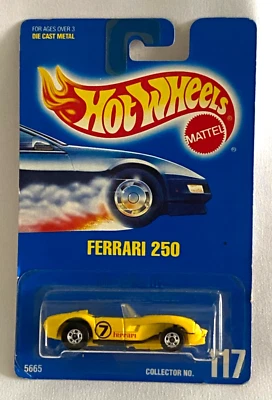 FOR AGES OVER 3
DIE CAST METAL
Hot Wheels
MATTEL
FERRARI 250
7 ferrari
5665
COLLECTOR NO. 117